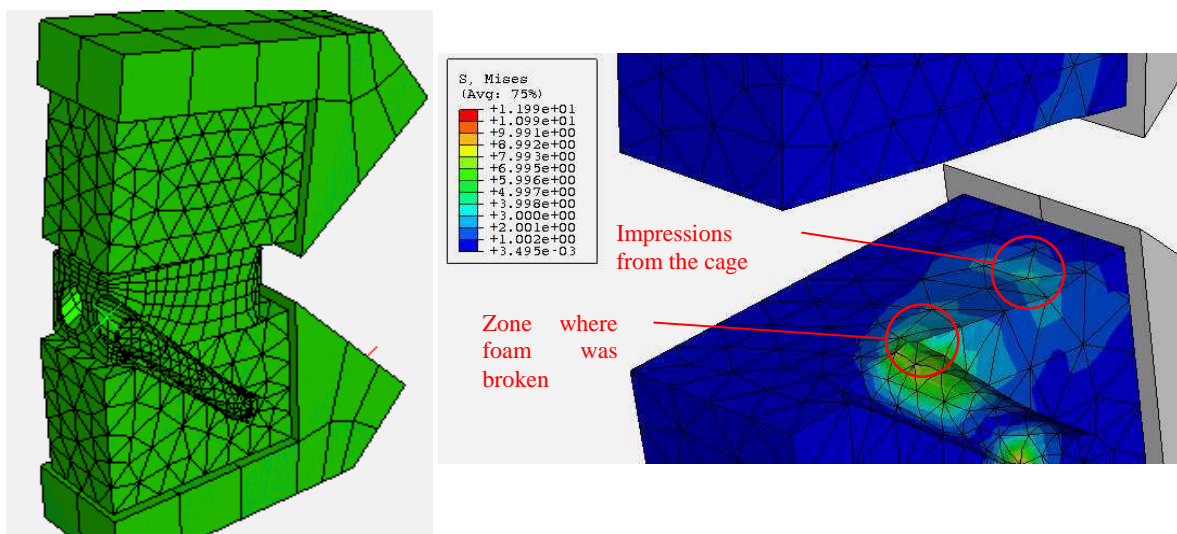 S, Mises
(Avg: 75%)
+1.199e+01
+1.099e+01
+9.991e+00
+8.992e+00
+7.993e+00
+6.995e+00
+5.996e+00
+4.997e+00
+3.998e+00
+3.000e+00
+2.001e+00
+1.002e+00
+3.495e-03
Impressions
from the cage
Zone where
foam was
broken